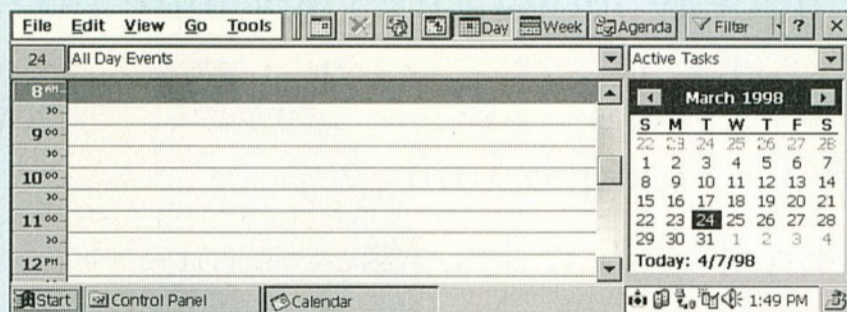 File Edit View Go Tools Day Week Agenda Filter ? ×
24 All Day Events Active Tasks
8 AM
30
9 00
30
10 00
30
11 00
30
12 PM
March 1998
S M T W T F S
22 23 24 25 26 27 28
1 2 3 4 5 6 7
8 9 10 11 12 13 14
15 16 17 18 19 20 21
22 23 24 25 26 27 28
29 30 31 1 2 3 4
Today: 4/7/98
Start Control Panel Calendar 1:49 PM